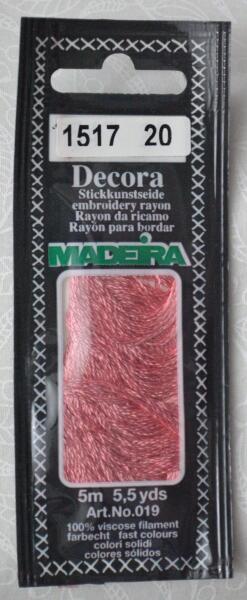 1517 20
Decora
Stickkunstseide
embroidery rayon
Rayon da ricamo
Rayón para bordar
MADEIRA
5m 5,5 yds
Art.No.019
100% viscose filament
farbecht fast colours
colori solidi
colores sólidos